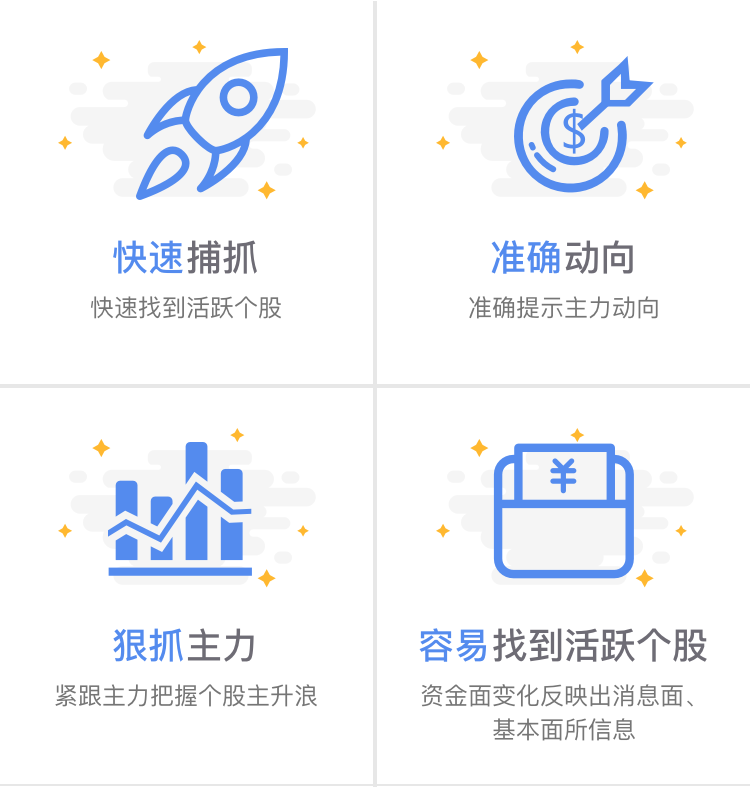 快速捕抓
快速找到活跃个股
$
准确动向
准确提示主力动向
狠抓主力
紧跟主力把握个股主升浪
¥
容易找到活跃个股
资金面变化反映出消息面、
基本面所信息